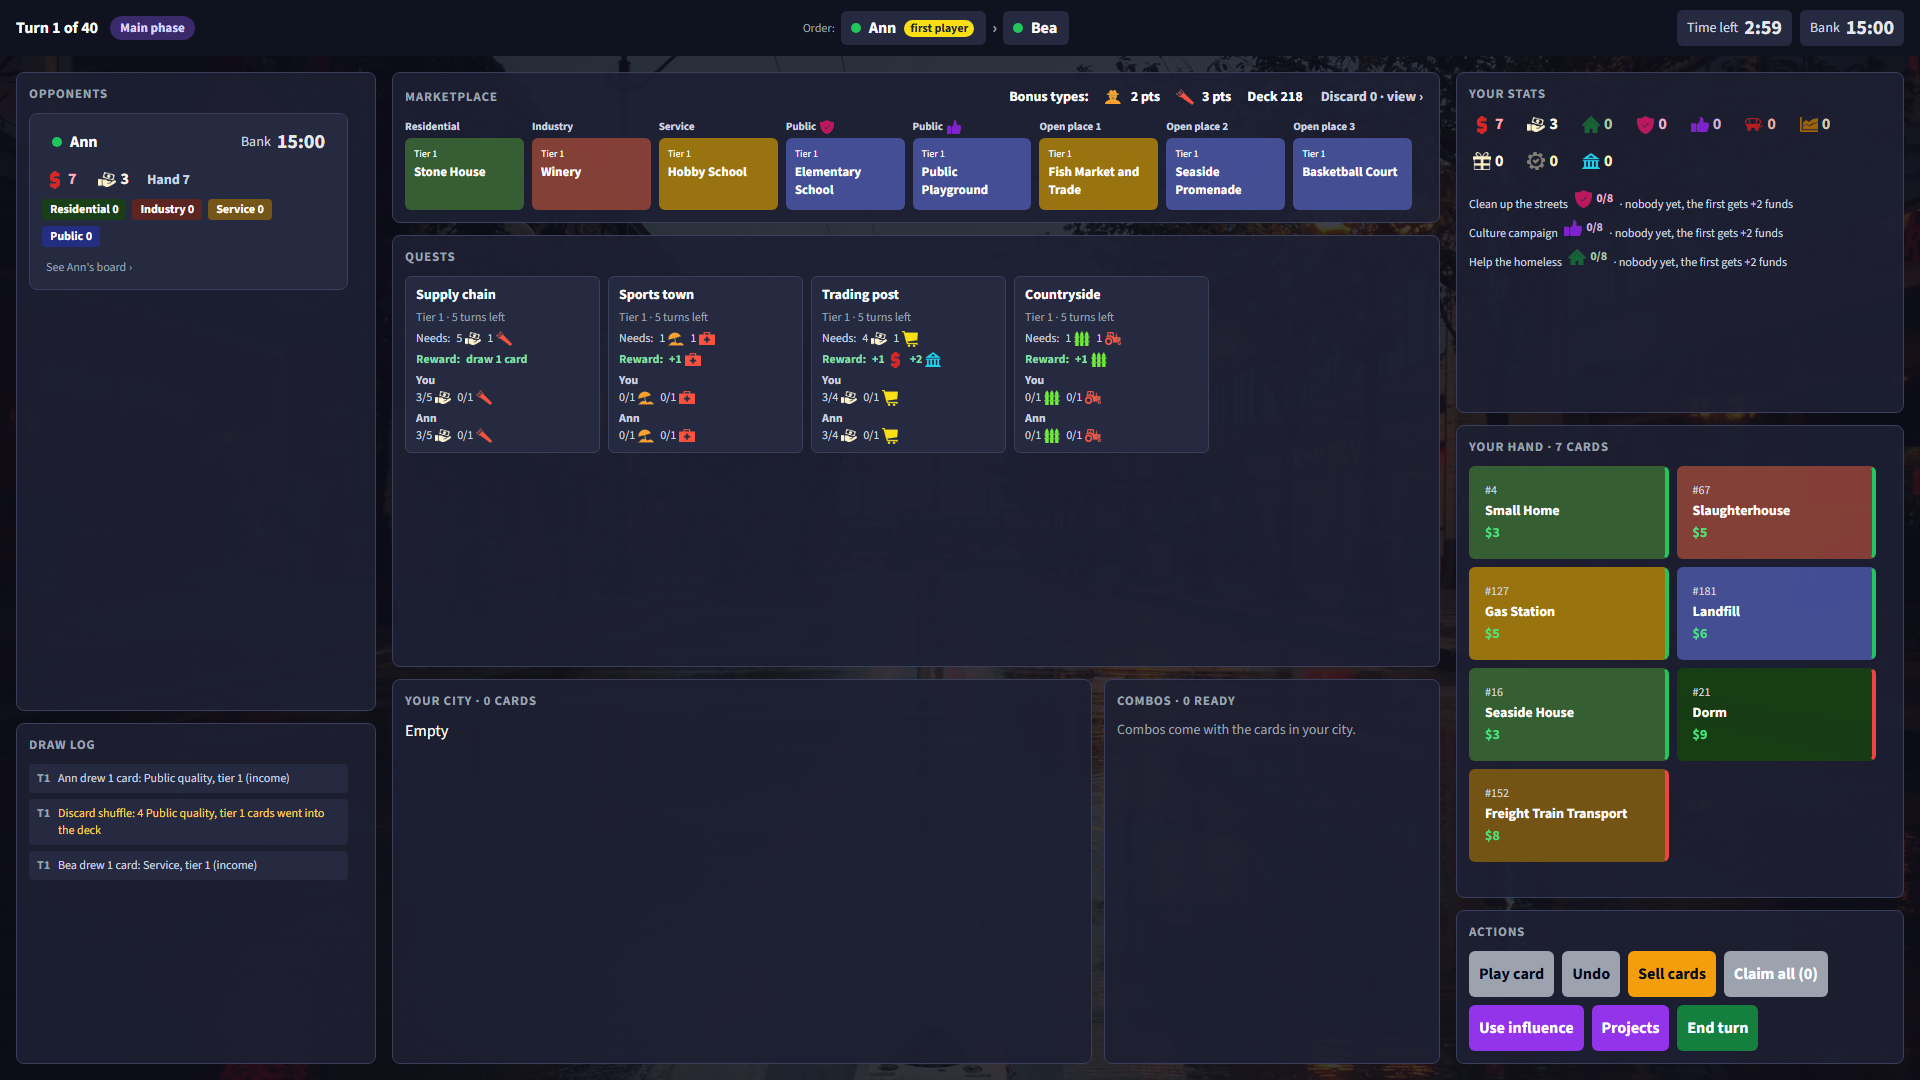 Turn 1 of 40 Main phase
Order: Ann first player › Bea
Time left 2:59 Bank 15:00
OPPONENTS
Ann Bank 15:00
7 3 Hand 7
Residential 0 Industry 0 Service 0
Public 0
See Ann's board ›
DRAW LOG
T1 Ann drew 1 card: Public quality, tier 1 (income)
T1 Discard shuffle: 4 Public quality, tier 1 cards went into
the deck
T1 Bea drew 1 card: Service, tier 1 (income)
MARKETPLACE
Bonus types: 2 pts 3 pts Deck 218 Discard 0 · view ›
Residential Industry Service Public Public Open place 1 Open place 2 Open place 3
Tier 1 Tier 1 Tier 1 Tier 1 Tier 1 Tier 1 Tier 1 Tier 1
Stone House Winery Hobby School Elementary Public Fish Market and Seaside Basketball Court
School Playground Trade Promenade
QUESTS
Supply chain Sports town Trading post Countryside
Tier 1 · 5 turns left Tier 1 · 5 turns left Tier 1 · 5 turns left Tier 1 · 5 turns left
Needs: 5 1 Needs: 1 1 Needs: 4 1 Needs: 1 1
Reward: draw 1 card Reward: +1 Reward: +1 +2 Reward: +1
You You You You
3/5 0/1 0/1 0/1 3/4 0/1 0/1 0/1
Ann Ann Ann Ann
3/5 0/1 0/1 0/1 3/4 0/1 0/1 0/1
YOUR CITY · 0 CARDS
Empty
COMBOS · 0 READY
Combos come with the cards in your city.
YOUR STATS
7 3 0 0 0 0 0
0 0 0
Clean up the streets 0/8 · nobody yet, the first gets +2 funds
Culture campaign 0/8 · nobody yet, the first gets +2 funds
Help the homeless 0/8 · nobody yet, the first gets +2 funds
YOUR HAND · 7 CARDS
#4 #67
Small Home Slaughterhouse
$3 $5
#127 #181
Gas Station Landfill
$5 $6
#16 #21
Seaside House Dorm
$3 $9
#152
Freight Train Transport
$8
ACTIONS
Play card Undo Sell cards Claim all (0)
Use influence Projects End turn